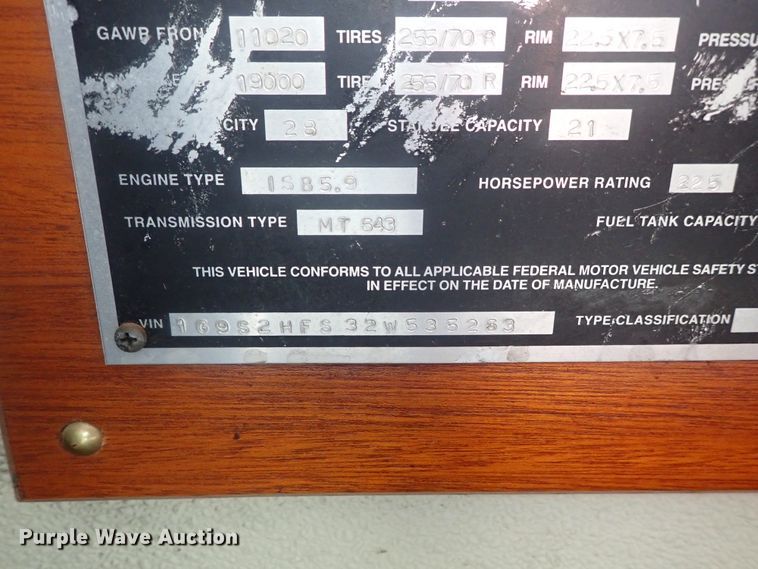 GAWR FRON 11020 TIRES 255/70 R RIM 22.5X7.5 PRESSU
19000 TIRE 255/70 R RIM 22.5X7.5
CITY 28 CAPACITY 21
ENGINE TYPE ISB5.9 HORSEPOWER RATING 225
TRANSMISSION TYPE MT 643 FUEL TANK CAPACITY
THIS VEHICLE CONFORMS TO ALL APPLICABLE FEDERAL MOTOR VEHICLE SAFETY ST
IN EFFECT ON THE DATE OF MANUFACTURE.
VIN 1G9S2HFS32W535263 TYPE CLASSIFICATION
Purple Wave Auction